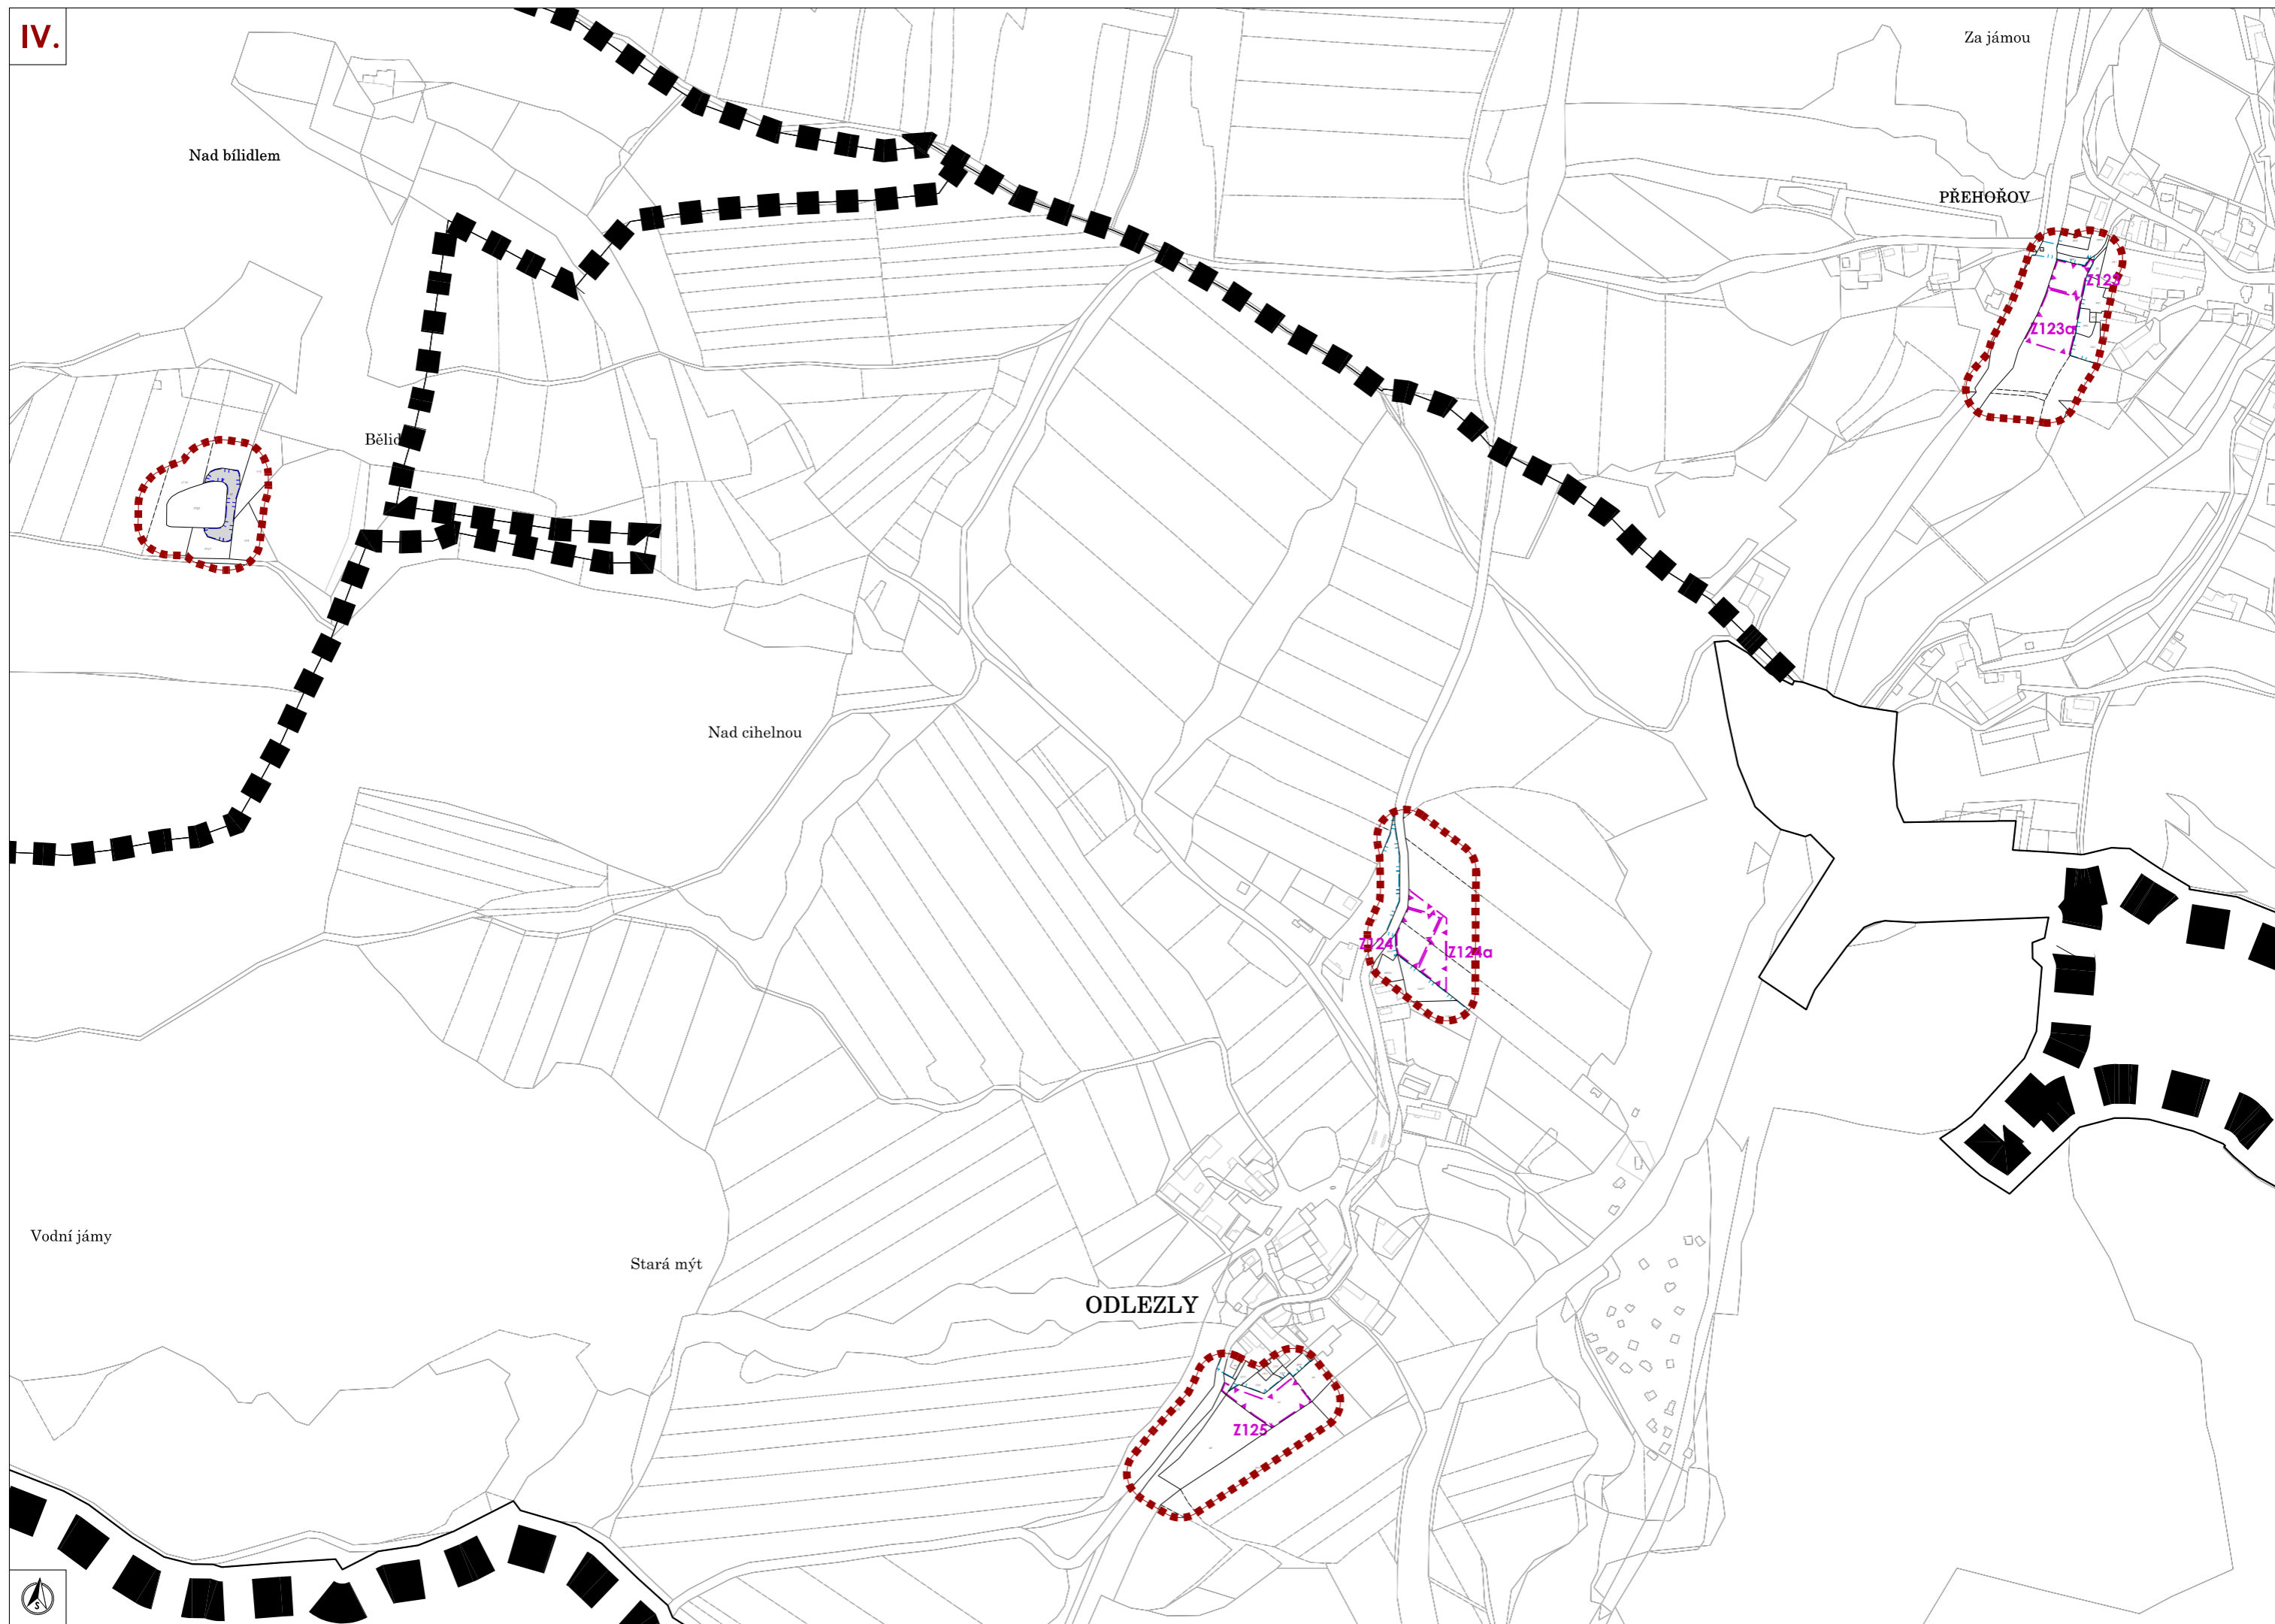 IV.
Za jámou
Nad bílidlem
PŘEHOŘOV
Z123
Z123a
Bělid
Nad cihelnou
Z124
Z124a
Vodní jámy
Stará mýt
ODLEZLY
Z125
S